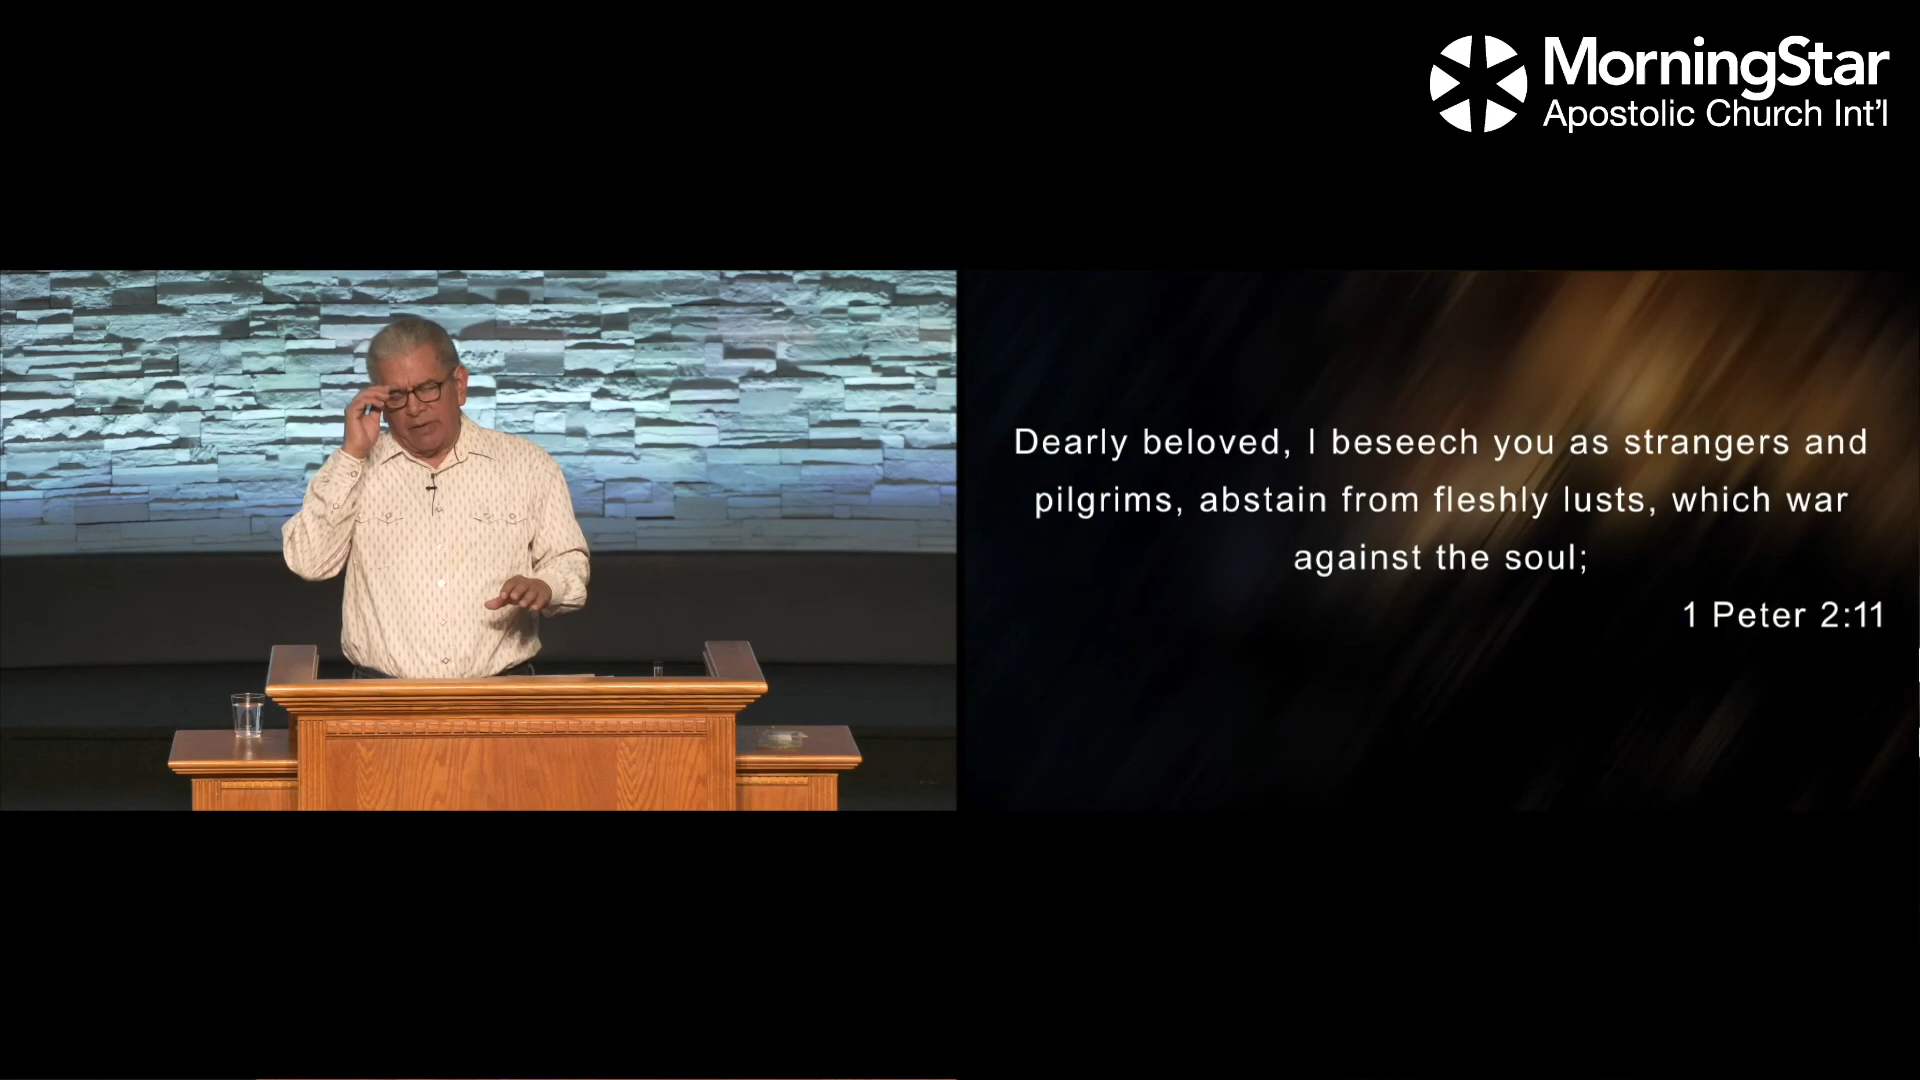 MorningStar
Apostolic Church Int'l
Dearly beloved, I beseech you as strangers and
pilgrims, abstain from fleshly lusts, which war
against the soul;
1 Peter 2:11